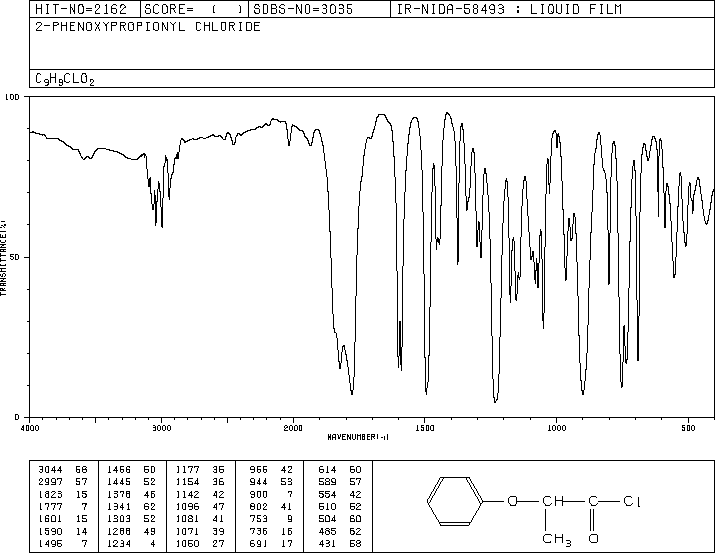 HIT-NO=2162 SCORE= ( ) SDBS-NO=3035 IR-NIDA-58493 : LIQUID FILM
2-PHENOXYPROPIONYL CHLORIDE
C9H9CLO2
100
50
0
TRANSMITTANCE(%)
4000 3000 2000 1500 1000 500
WAVENUMBER(-1)
3044 58 1466 50 1177 35 966 42 614 60
2997 57 1445 52 1154 36 944 53 589 57
1823 15 1378 46 1142 42 900 7 554 42
1777 7 1341 62 1096 47 802 41 510 52
1601 15 1303 52 1081 41 753 9 504 60
1590 14 1288 49 1071 39 736 16 485 62
1495 7 1234 4 1050 27 691 17 431 58
O CH C Cl
CH3 O